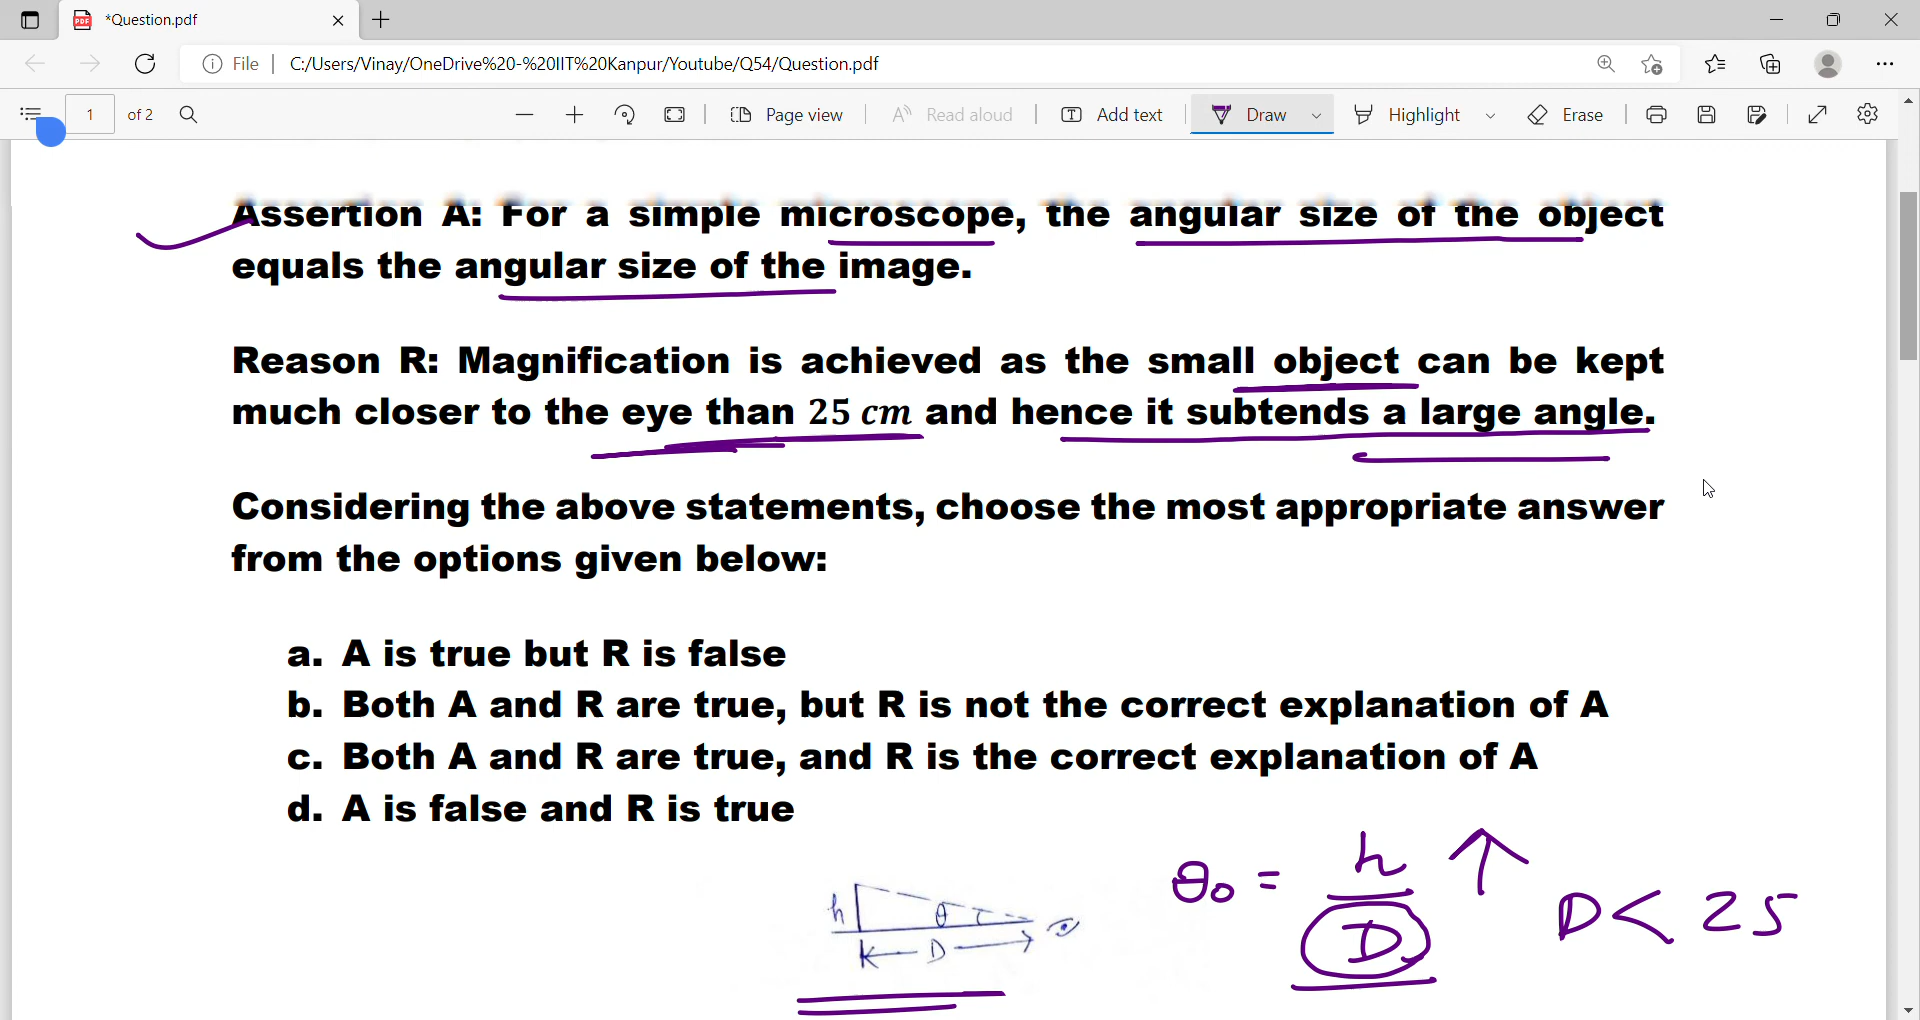 *Question.pdf
File | C:/Users/Vinay/OneDrive%20-%20IIT%20Kanpur/Youtube/Q54/Question.pdf
1 of 2 Page view Read aloud Add text Draw Highlight Erase
Assertion A: For a simple microscope, the angular size of the object
equals the angular size of the image.
Reason R: Magnification is achieved as the small object can be kept
much closer to the eye than 25 cm and hence it subtends a large angle.
Considering the above statements, choose the most appropriate answer
from the options given below:
a. A is true but R is false
b. Both A and R are true, but R is not the correct explanation of A
c. Both A and R are true, and R is the correct explanation of A
d. A is false and R is true
h θ
D
θo = h/D ↑
D < 25